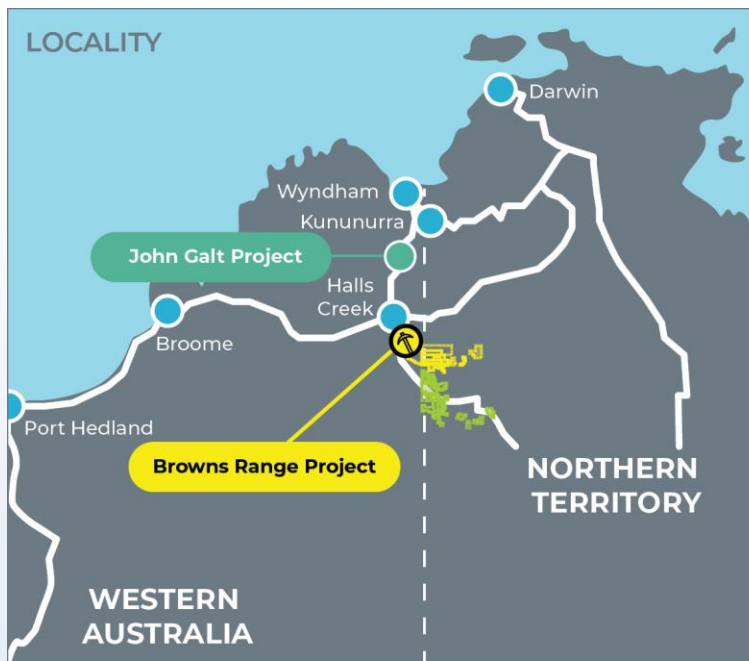 LOCALITY
Darwin
Wyndham
Kununurra
John Galt Project
Halls
Creek
Broome
Port Hedland
Browns Range Project
NORTHERN
TERRITORY
WESTERN
AUSTRALIA